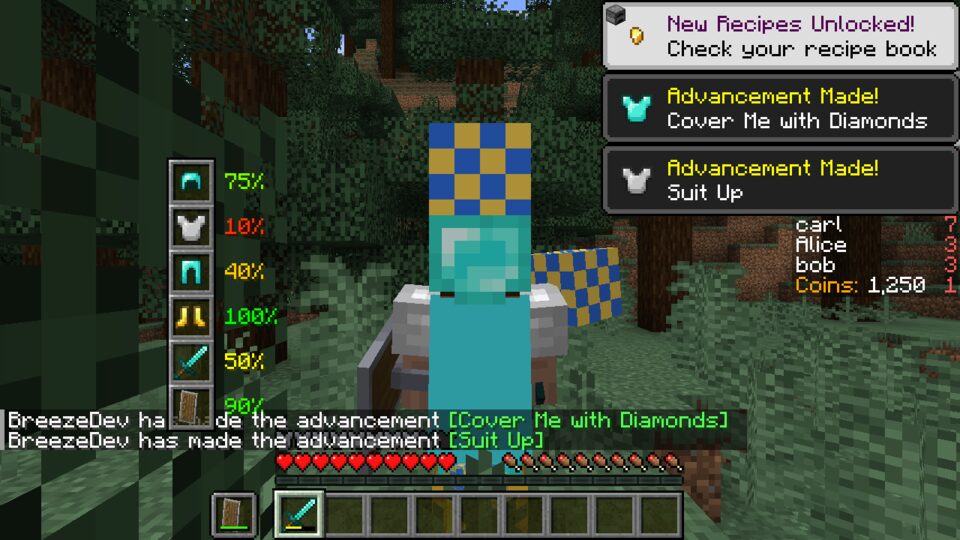 New Recipes Unlocked!
Check your recipe book
Advancement Made!
Cover Me with Diamonds
Advancement Made!
Suit Up
carl 7
Alice 3
bob 3
Coins: 1,250 1
75%
10%
40%
100%
50%
90%
BreezeDev ha de the advancement [Cover Me with Diamonds]
BreezeDev has made the advancement [Suit Up]